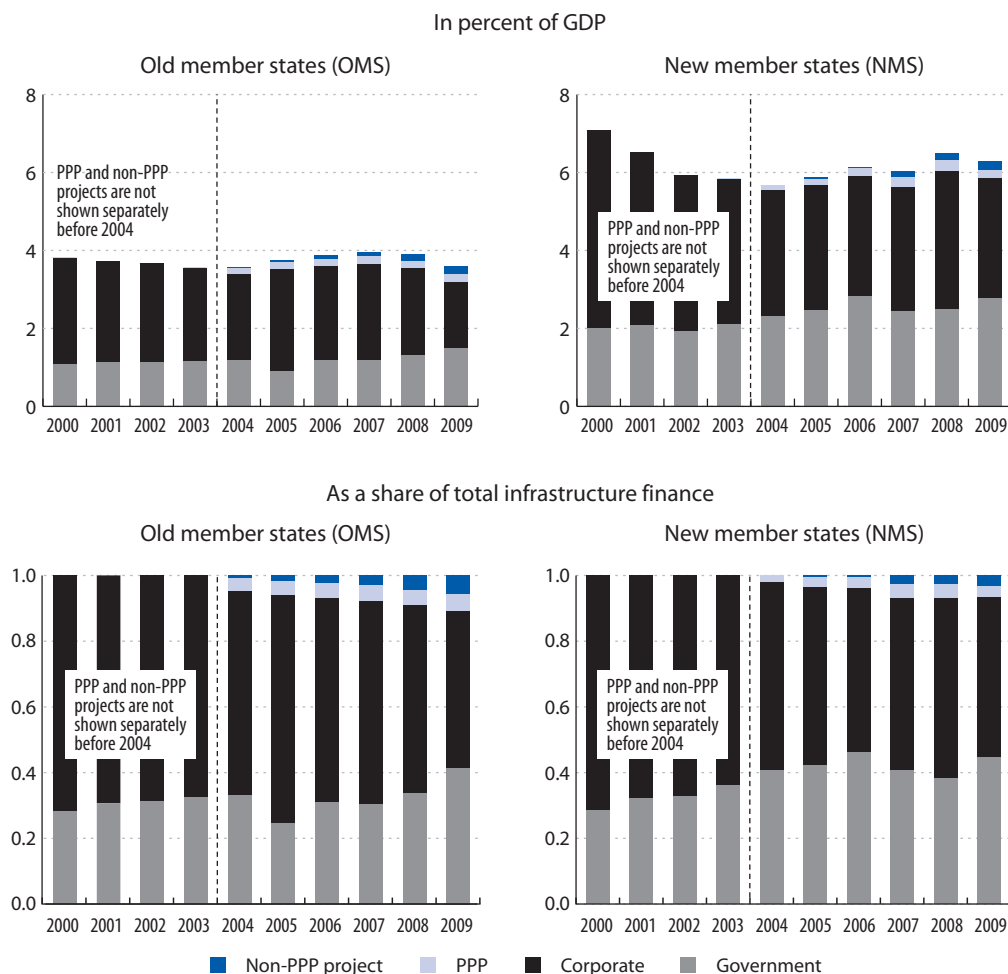 In percent of GDP
Old member states (OMS)
8
6
4
2
0
PPP and non-PPP
projects are not
shown separately
before 2004
2000 2001 2002 2003 2004 2005 2006 2007 2008 2009
New member states (NMS)
8
6
4
2
0
PPP and non-PPP
projects are not
shown separately
before 2004
2000 2001 2002 2003 2004 2005 2006 2007 2008 2009
As a share of total infrastructure finance
Old member states (OMS)
1.0
0.8
0.6
0.4
0.2
0.0
PPP and non-PPP
projects are not
shown separately
before 2004
2000 2001 2002 2003 2004 2005 2006 2007 2008 2009
New member states (NMS)
1.0
0.8
0.6
0.4
0.2
0.0
PPP and non-PPP
projects are not
shown separately
before 2004
2000 2001 2002 2003 2004 2005 2006 2007 2008 2009
Non-PPP project PPP Corporate Government